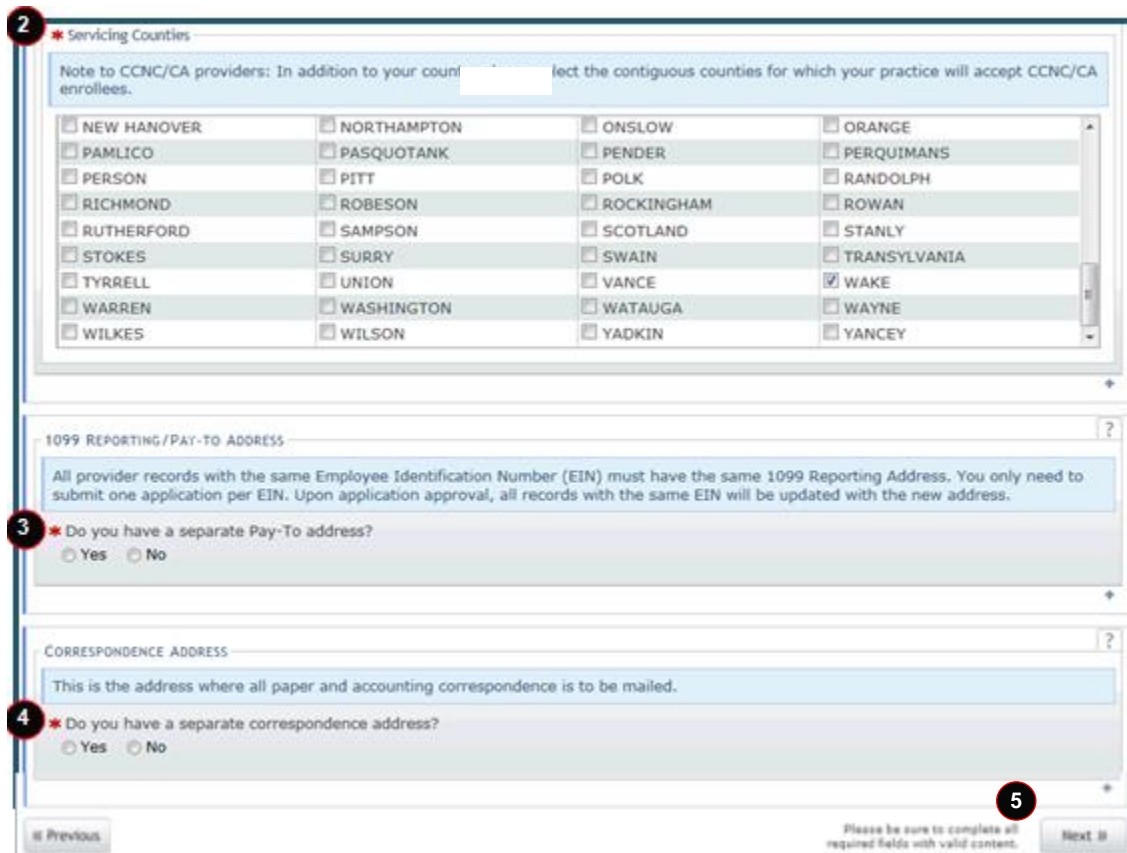 2
* Servicing Counties
Note to CCNC/CA providers: In addition to your the contiguous counties for which your practice will accept CCNC/CA
enrollees.
NEW HANOVER NORTHAMPTON ONSLOW ORANGE
PAMLICO PASQUOTANK PENDER PERQUIMANS
PERSON PITT POLK RANDOLPH
RICHMOND ROBESON ROCKINGHAM ROWAN
RUTHERFORD SAMPSON SCOTLAND STANLY
STOKES SURRY SWAIN TRANSYLVANIA
TYRRELL UNION VANCE WAKE
WARREN WASHINGTON WATAUGA WAYNE
WILKES WILSON YADKIN YANCEY
?
1099 REPORTING/PAY-TO ADDRESS
All provider records with the same Employee Identification Number (EIN) must have the same 1099 Reporting Address. You only need to
submit one application per EIN. Upon application approval, all records with the same EIN will be updated with the new address.
3
* Do you have a separate Pay-To address?
Yes No
?
CORRESPONDENCE ADDRESS
This is the address where all paper and accounting correspondence is to be mailed.
4
* Do you have a separate correspondence address?
Yes No
5
« Previous
Please be sure to complete all
required fields with valid content.
Next »